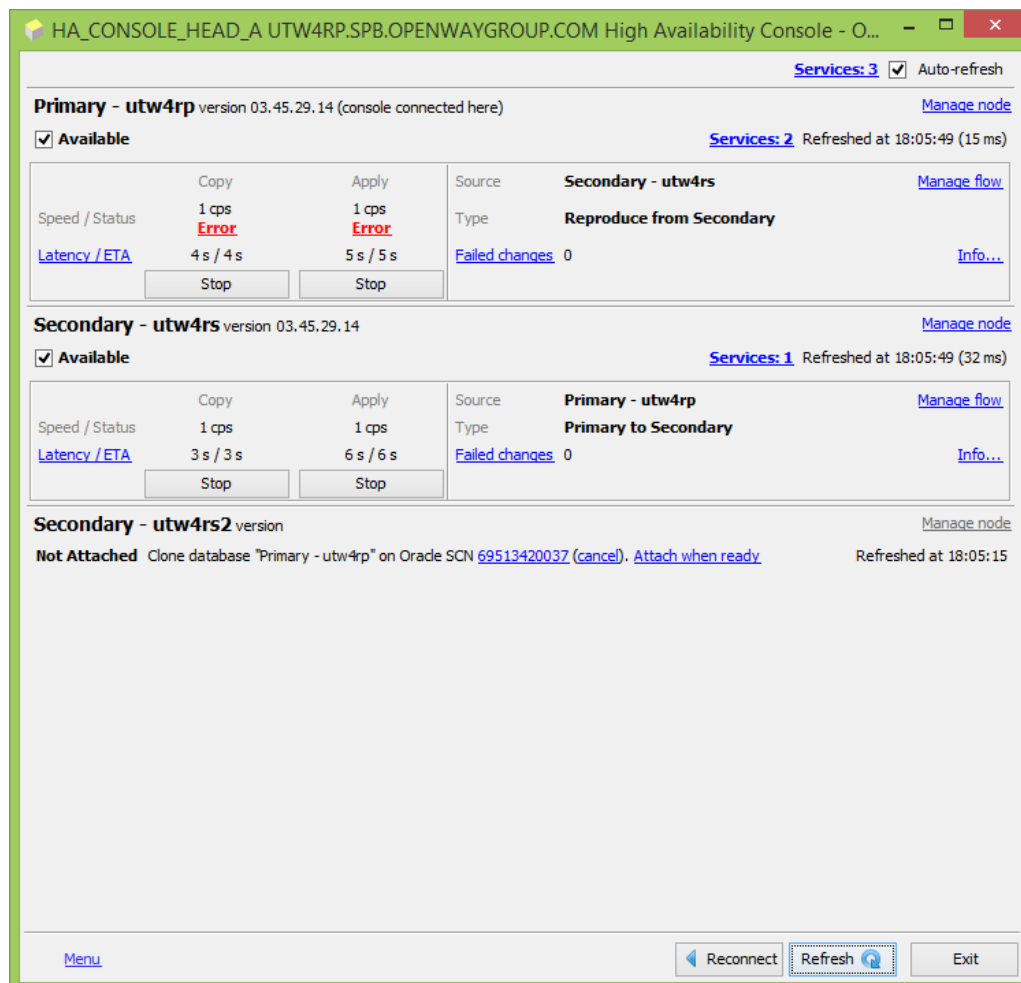 HA_CONSOLE_HEAD_A UTW4RP.SPB.OPENWAYGROUP.COM High Availability Console - O...
Services: 3 Auto-refresh
Primary - utw4rp version 03.45.29.14 (console connected here) Manage node
Available Services: 2 Refreshed at 18:05:49 (15 ms)
Copy Apply Source Secondary - utw4rs Manage flow
Speed / Status 1 cps 1 cps Type Reproduce from Secondary
Error Error
Latency / ETA 4 s / 4 s 5 s / 5 s Failed changes 0 Info...
Stop Stop
Secondary - utw4rs version 03.45.29.14 Manage node
Available Services: 1 Refreshed at 18:05:49 (32 ms)
Copy Apply Source Primary - utw4rp Manage flow
Speed / Status 1 cps 1 cps Type Primary to Secondary
Latency / ETA 3 s / 3 s 6 s / 6 s Failed changes 0 Info...
Stop Stop
Secondary - utw4rs2 version Manage node
Not Attached Clone database "Primary - utw4rp" on Oracle SCN 69513420037 (cancel). Attach when ready Refreshed at 18:05:15
Menu Reconnect Refresh Exit